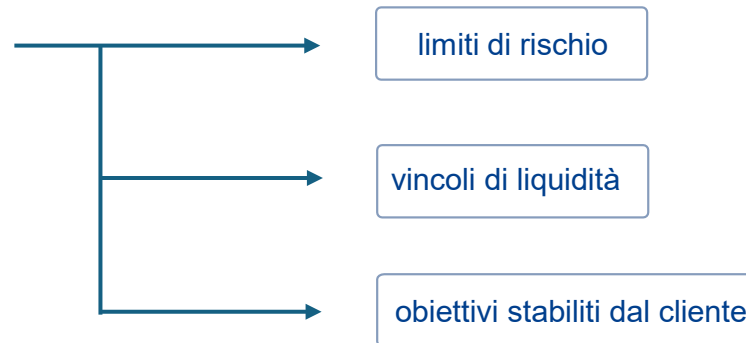 limiti di rischio
vincoli di liquidità
obiettivi stabiliti dal cliente